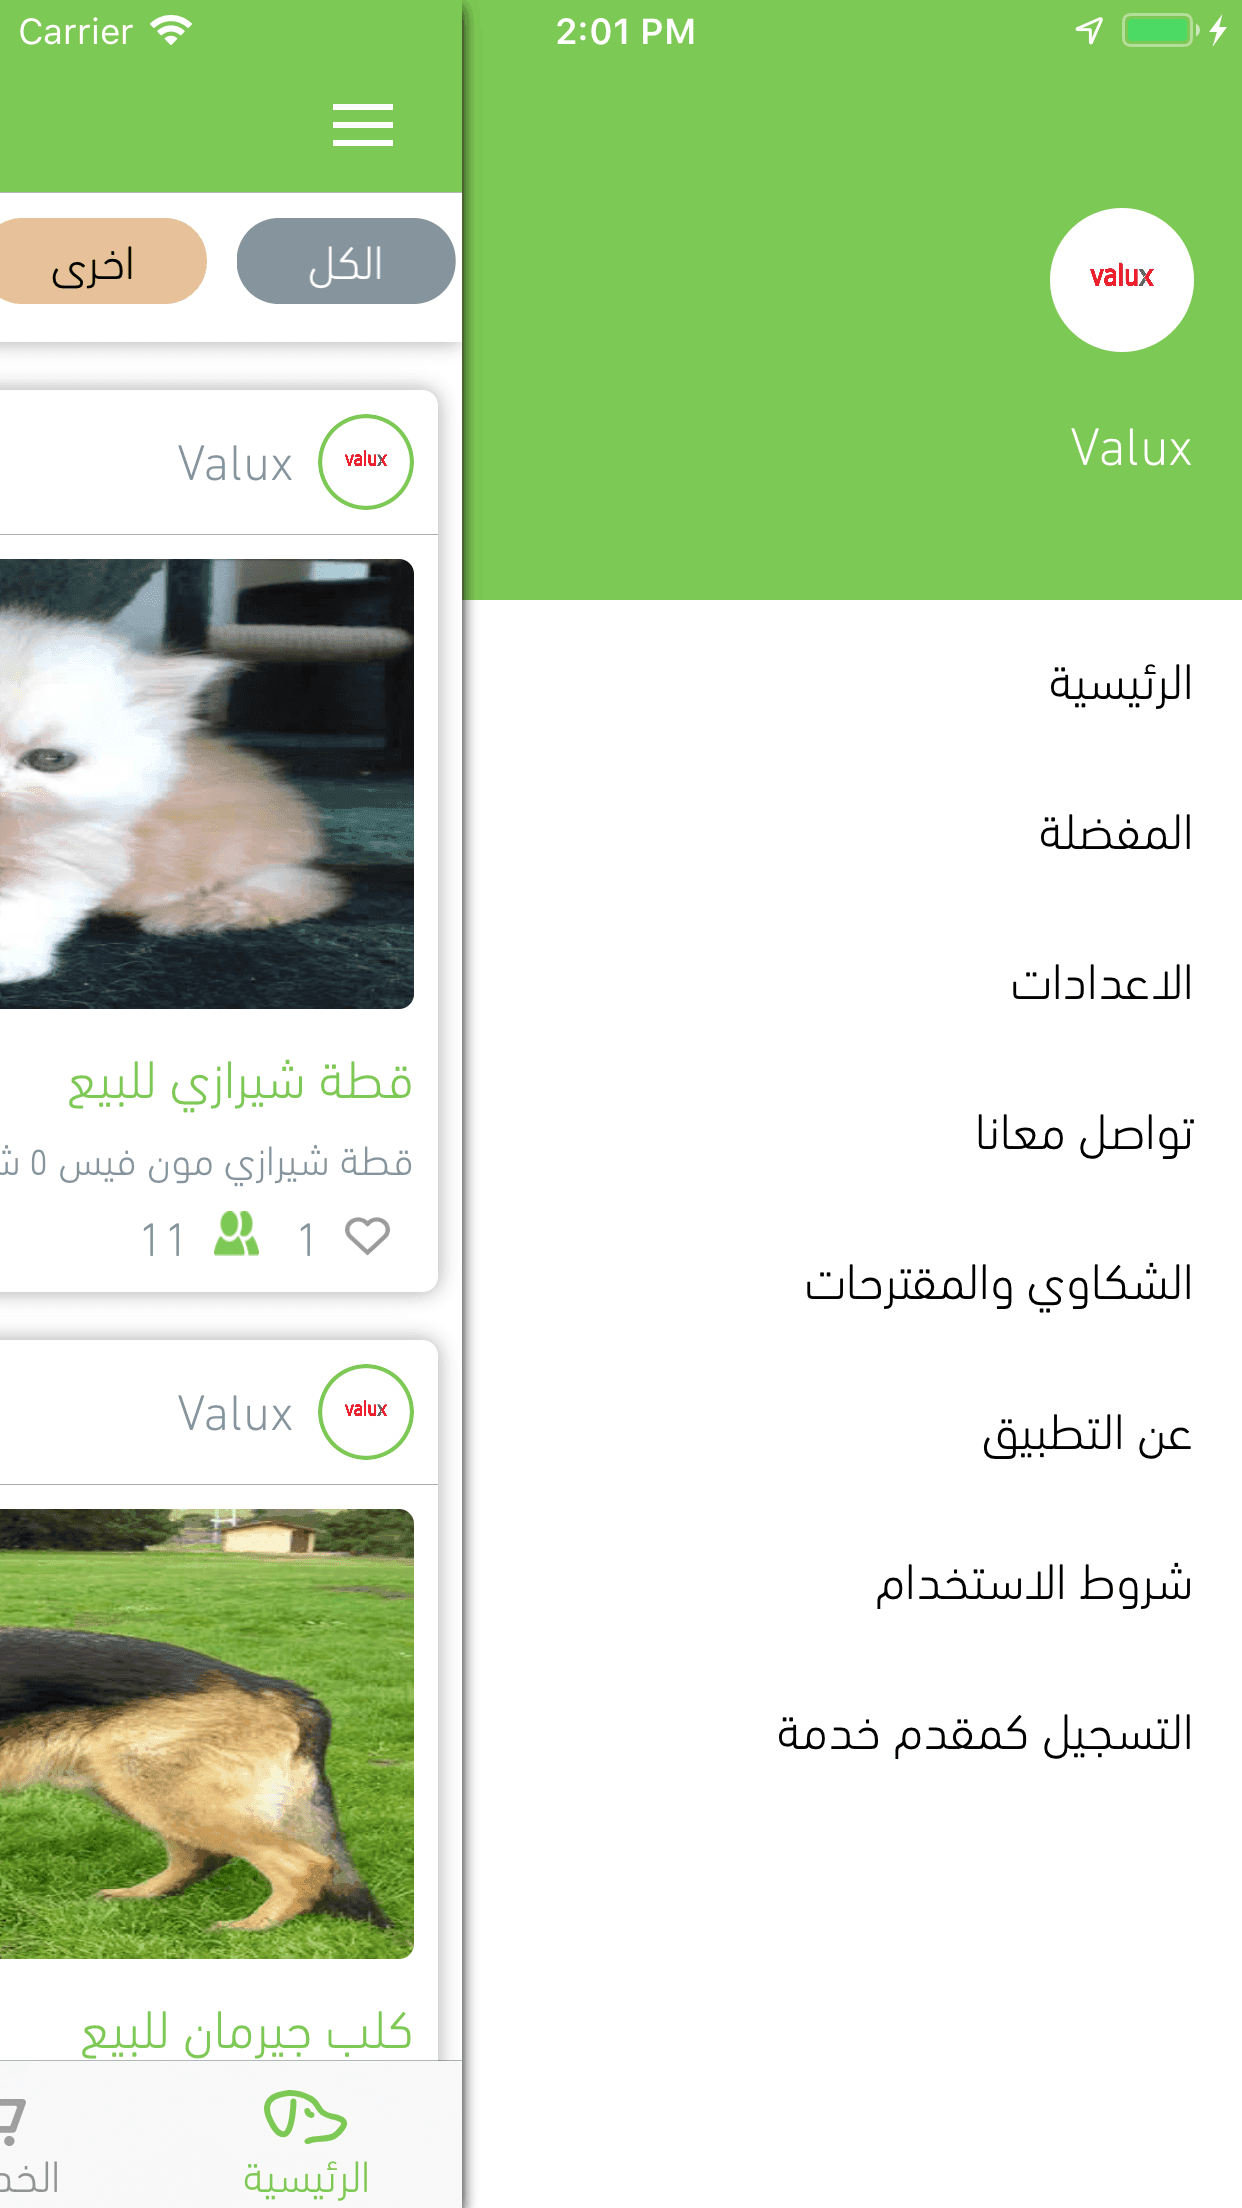 Carrier
2:01 PM
valux
Valux
الرئيسية
المفضلة
الاعدادات
تواصل معانا
الشكاوي والمقترحات
عن التطبيق
شروط الاستخدام
التسجيل كمقدم خدمة
الكل
اخرى
valux
Valux
قطة شيرازي للبيع
قطة شيرازي مون فيس 5
1
11
valux
Valux
كلب جيرمان للبيع
الرئيسية